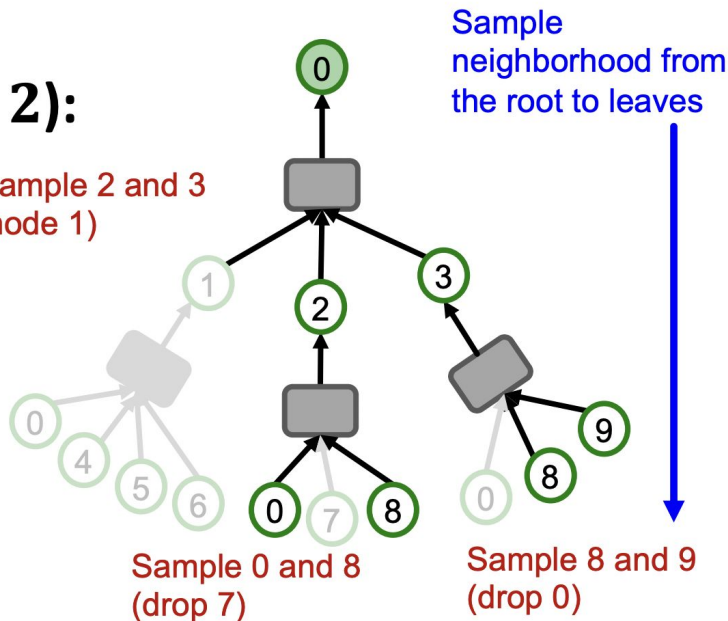 Sample
neighborhood from
the root to leaves
0
2):
ample 2 and 3
node 1)
1
2
3
0
4
5
6
0
7
8
0
8
9
Sample 0 and 8
(drop 7)
Sample 8 and 9
(drop 0)